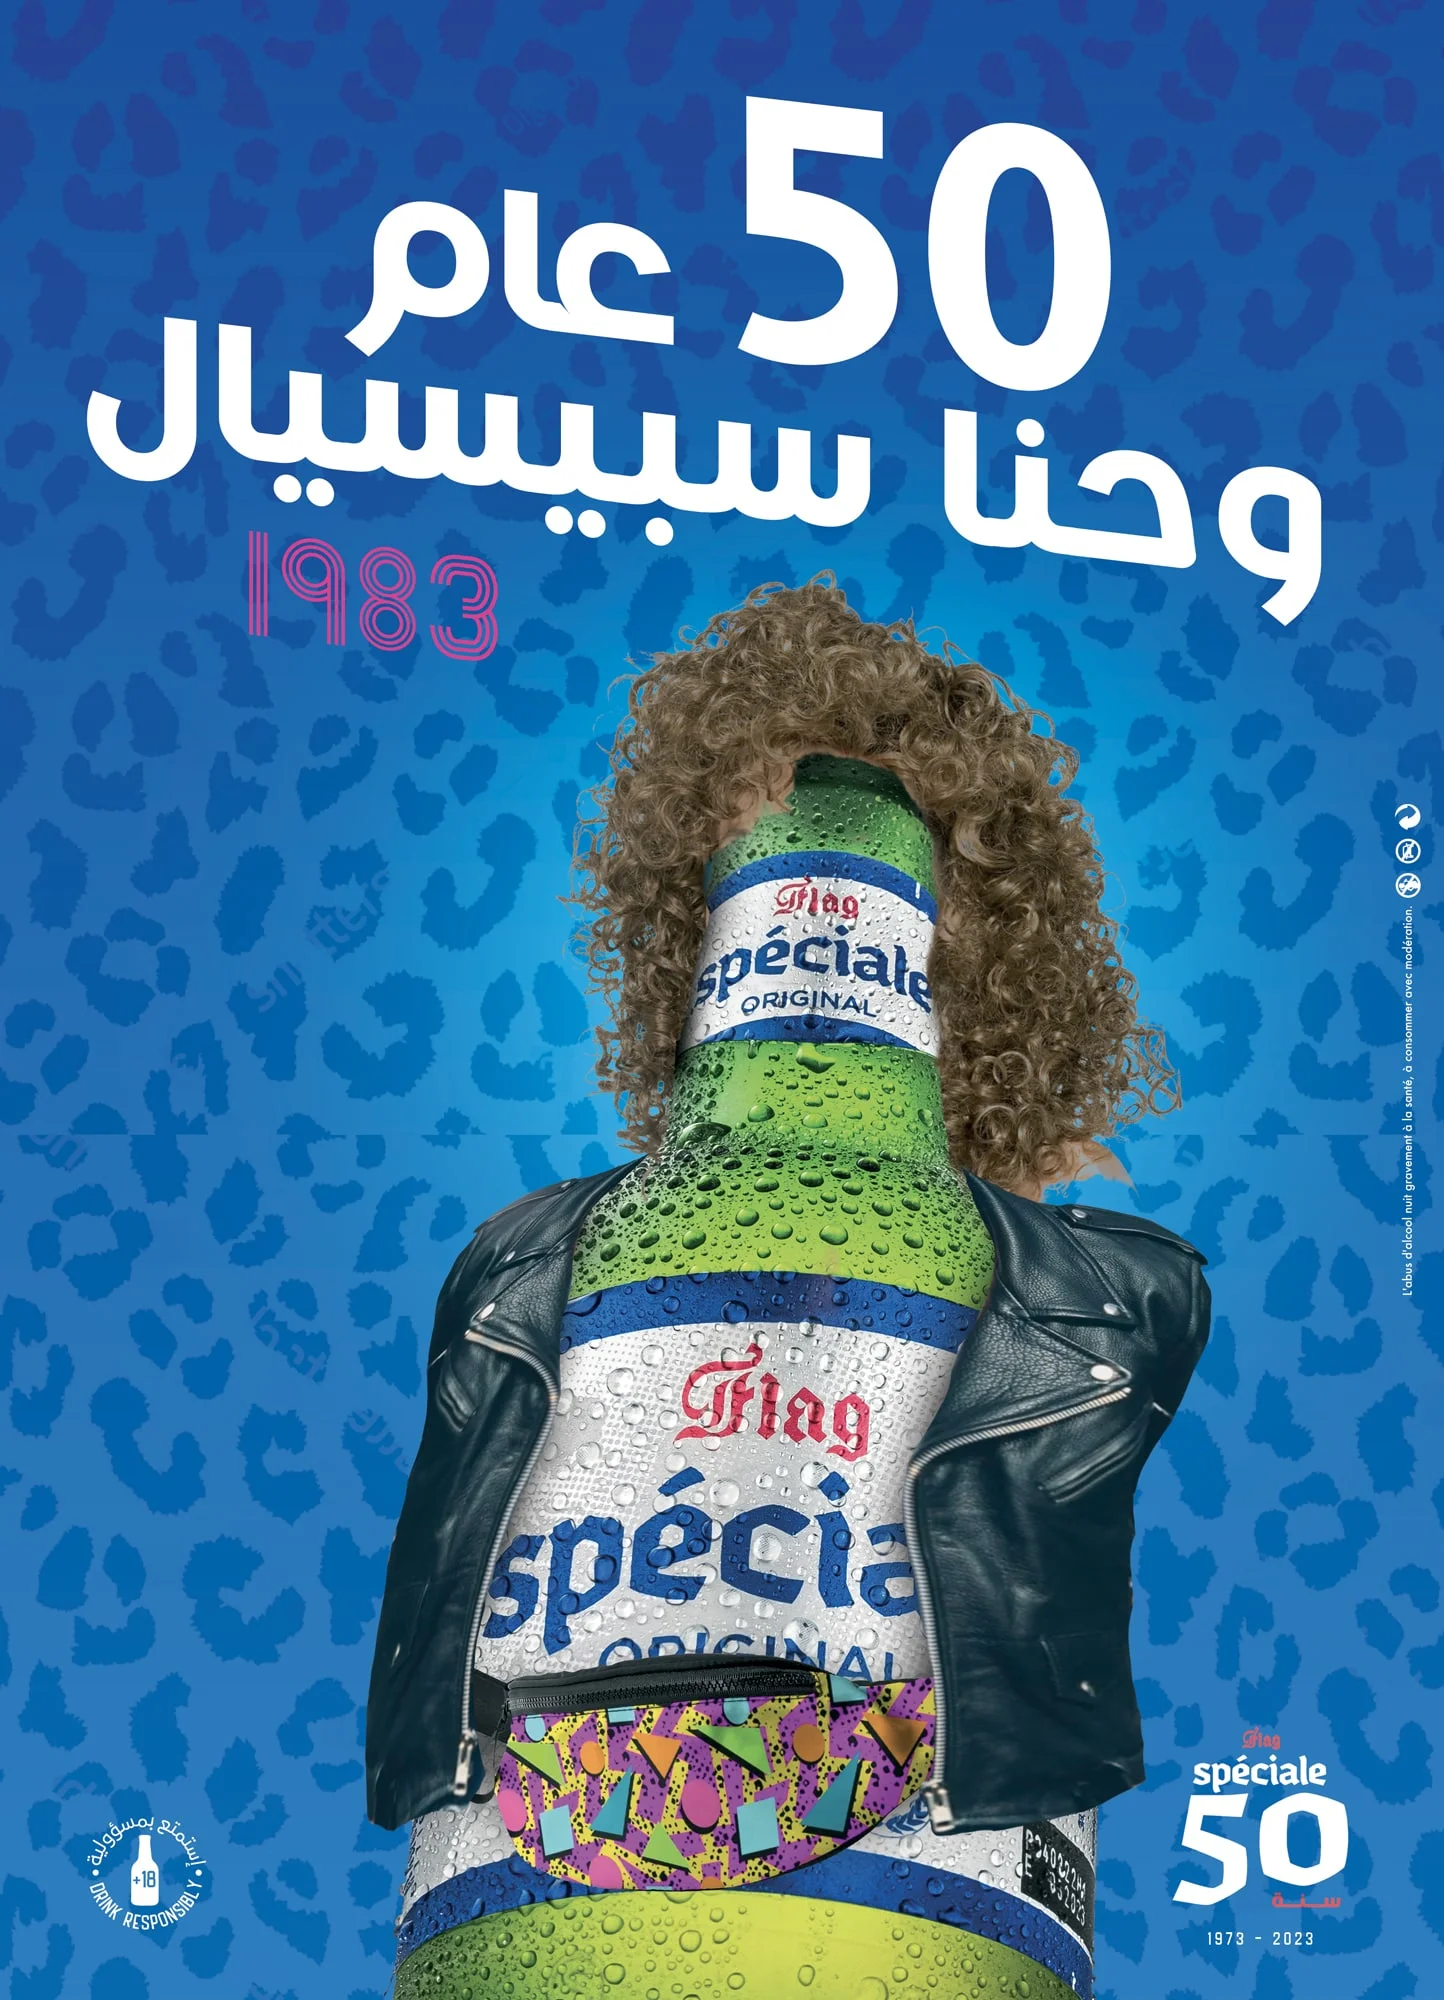 50 عام
وحنا سبيسيال
1983
Flag
spéciale
ORIGINAL
Flag
spécia
ORIGINAL
L'abus d'alcool nuit gravement à la santé, à consommer avec modération.
إستمتع بمسؤولية
+18
DRINK RESPONSIBLY
Flag
spéciale
50
سنة
1973 - 2023